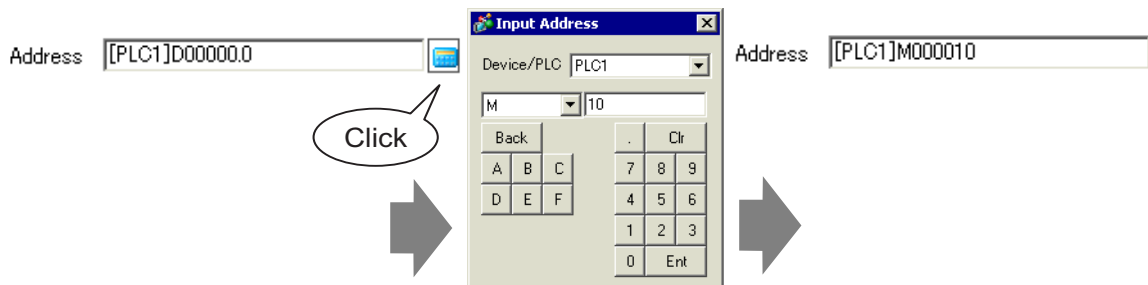 Address [PLC1]D00000.0
Click
Input Address
Device/PLC PLC1
M 10
Back . Clr
A B C 7 8 9
D E F 4 5 6
1 2 3
0 Ent
Address [PLC1]M000010